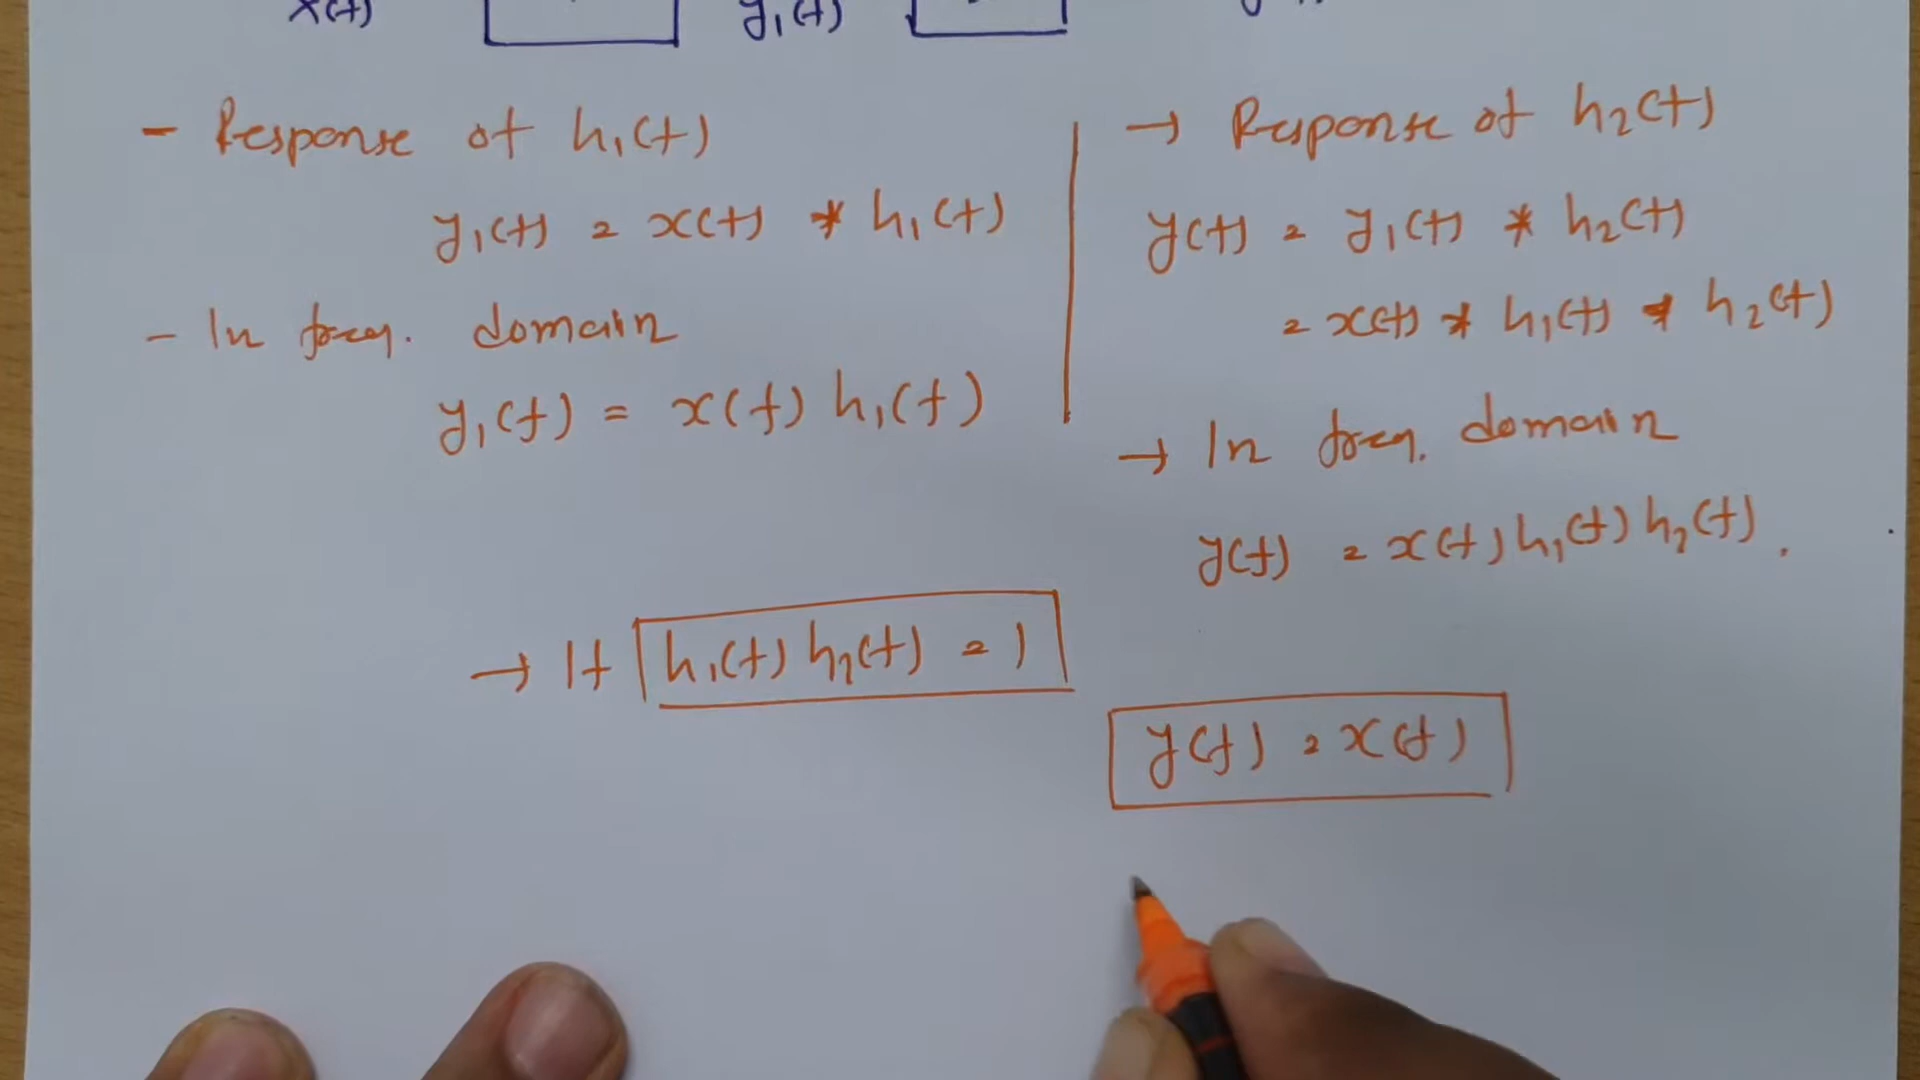 x(t) y₁(t)
- Response of h₁(t)
y₁(t) = x(t) * h₁(t)
- In freq. domain
y₁(f) = x(f) h₁(f)
→ Response of h₂(t)
y(t) = y₁(t) * h₂(t)
= x(t) * h₁(t) * h₂(t)
→ In freq. domain
y(f) = x(f) h₁(f) h₂(f).
→ If h₁(f) h₂(f) = 1
y(f) = x(f)